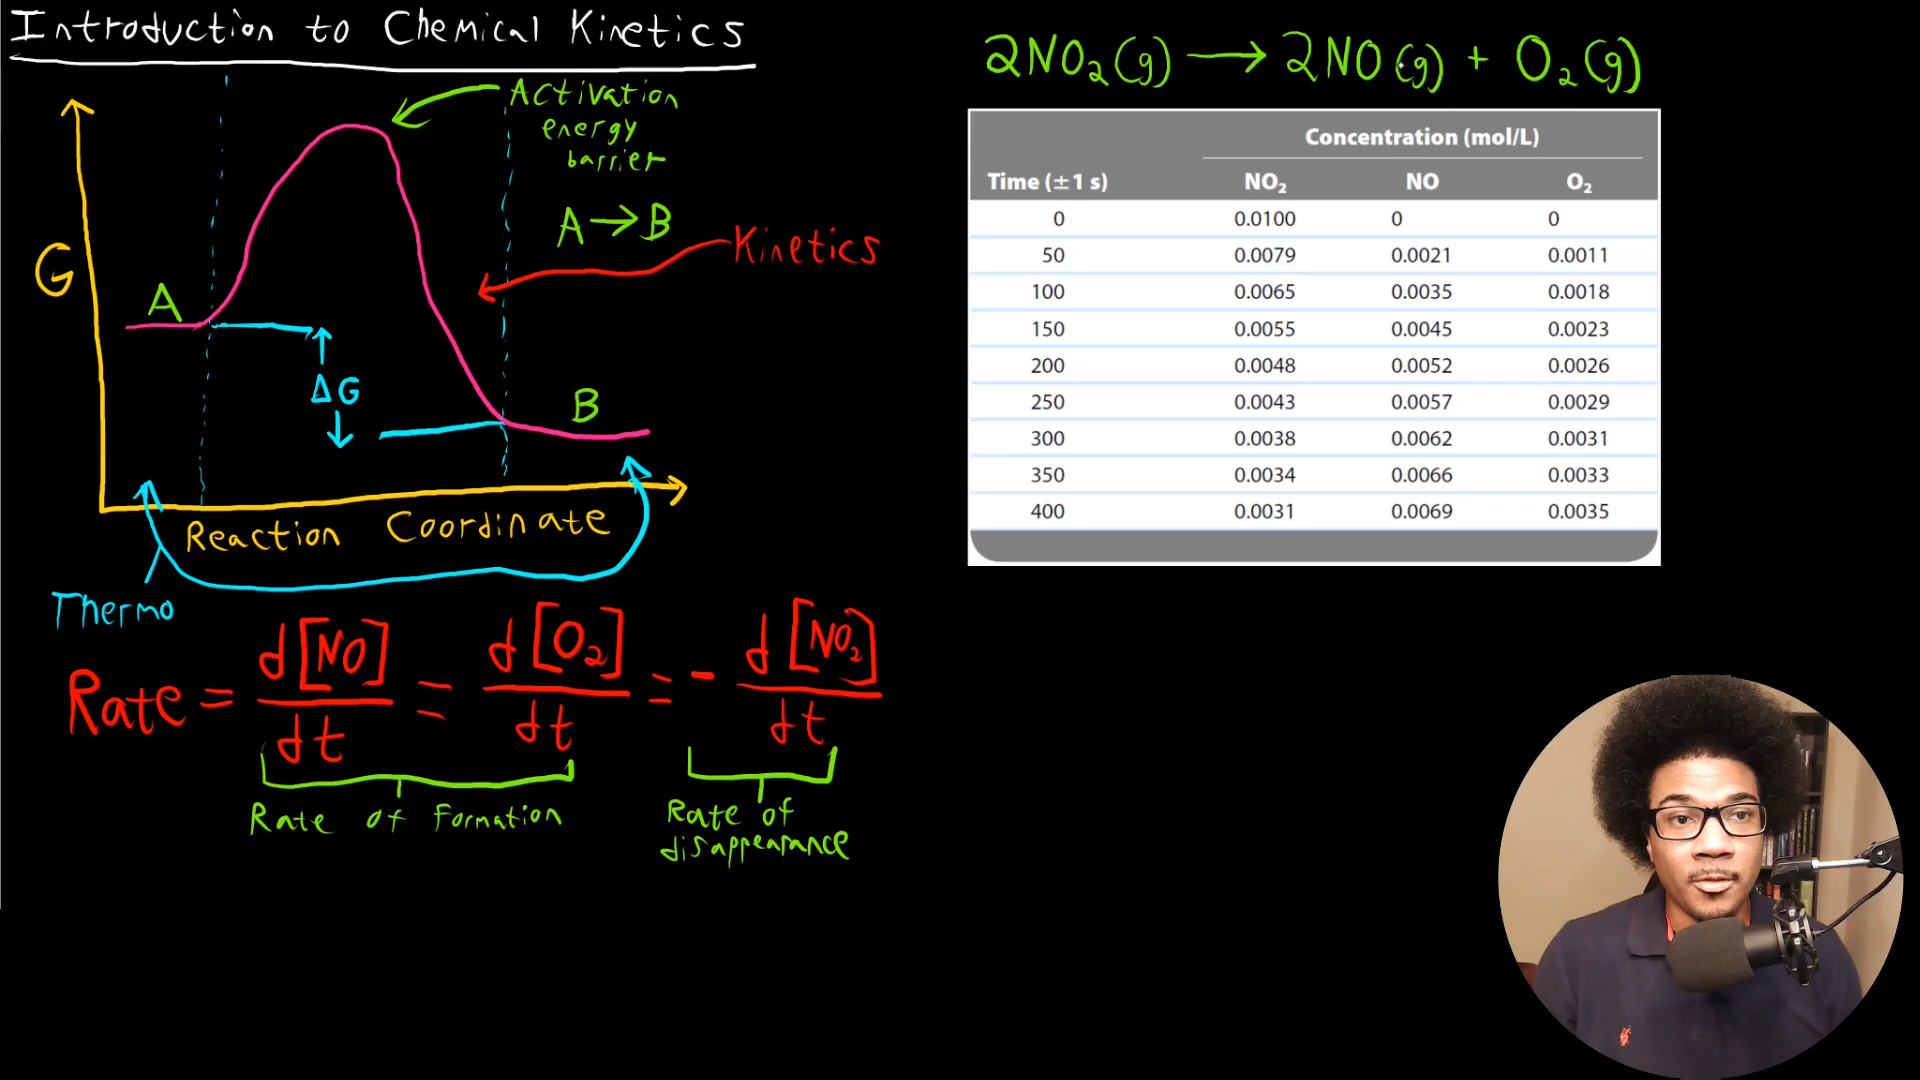 Introduction to Chemical Kinetics
Activation
energy
barrier
A → B
Kinetics
G
A
ΔG
B
Reaction Coordinate
Thermo
Rate = d[NO]/dt = d[O₂]/dt = - d[NO₂]/dt
Rate of formation
Rate of
disappearance
2NO₂(g) → 2NO(g) + O₂(g)
Concentration (mol/L)
Time (±1 s) NO₂ NO O₂
0 0.0100 0 0
50 0.0079 0.0021 0.0011
100 0.0065 0.0035 0.0018
150 0.0055 0.0045 0.0023
200 0.0048 0.0052 0.0026
250 0.0043 0.0057 0.0029
300 0.0038 0.0062 0.0031
350 0.0034 0.0066 0.0033
400 0.0031 0.0069 0.0035